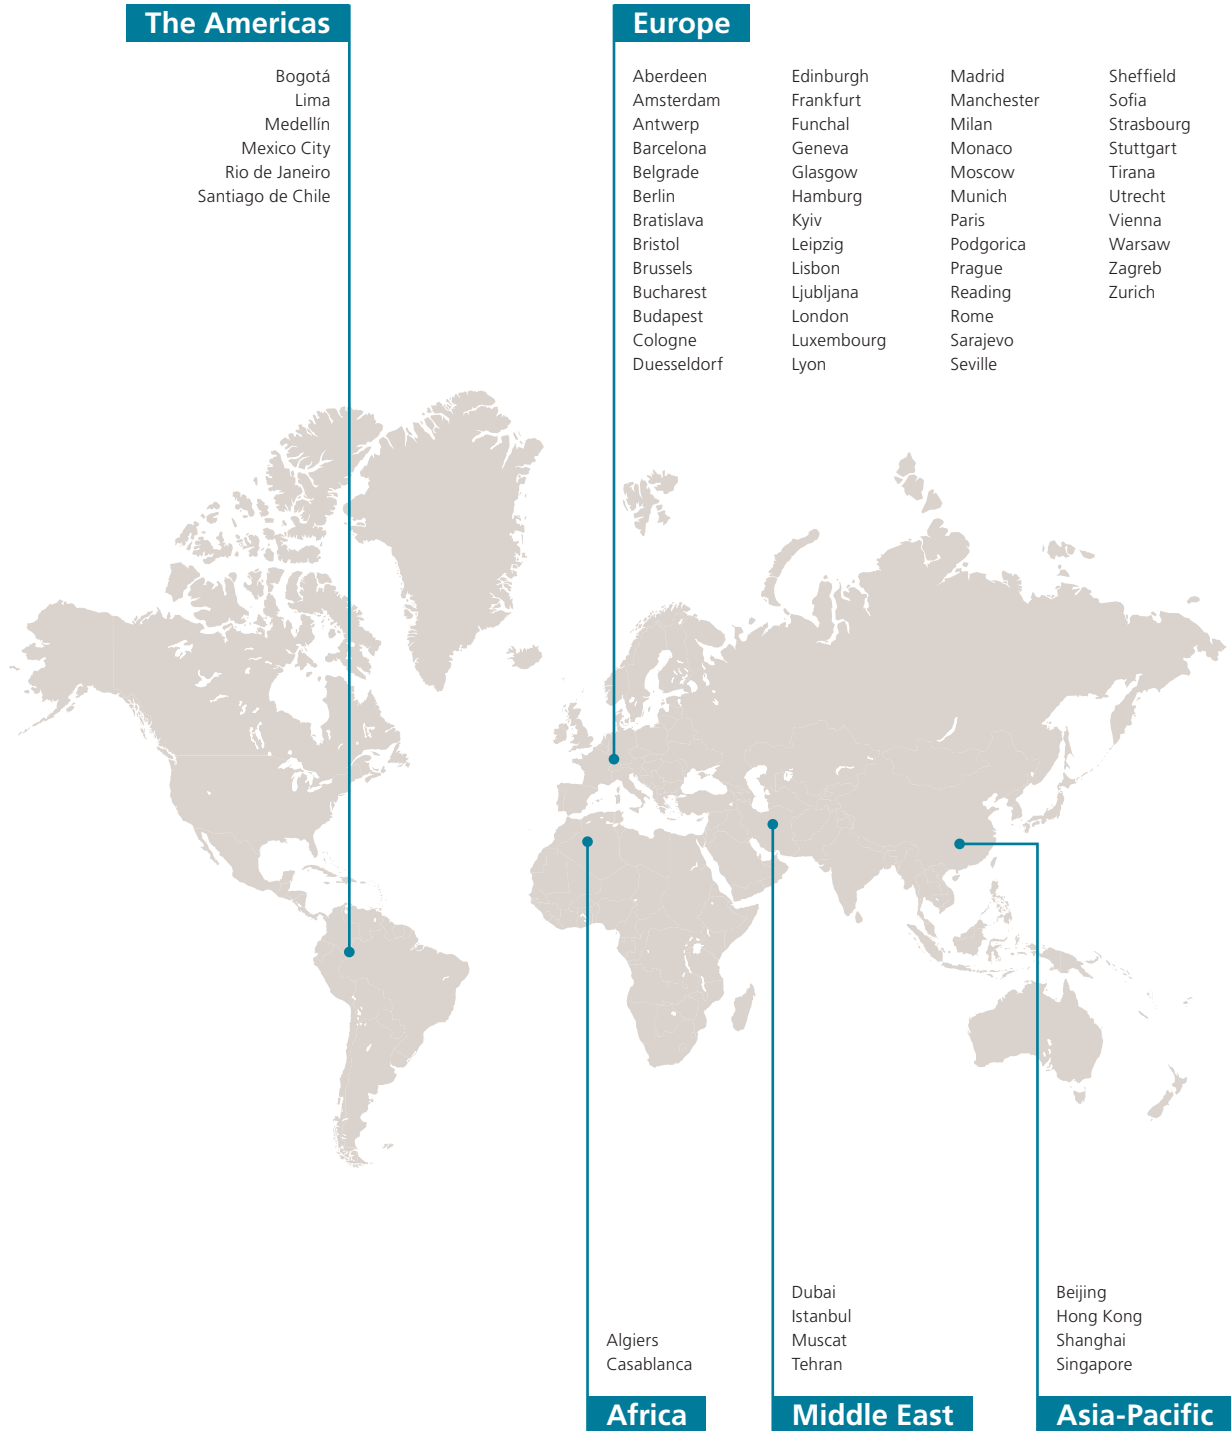 The Americas
Bogotá
Lima
Medellín
Mexico City
Rio de Janeiro
Santiago de Chile
Europe
Aberdeen
Amsterdam
Antwerp
Barcelona
Belgrade
Berlin
Bratislava
Bristol
Brussels
Bucharest
Budapest
Cologne
Duesseldorf
Edinburgh
Frankfurt
Funchal
Geneva
Glasgow
Hamburg
Kyiv
Leipzig
Lisbon
Ljubljana
London
Luxembourg
Lyon
Madrid
Manchester
Milan
Monaco
Moscow
Munich
Paris
Podgorica
Prague
Reading
Rome
Sarajevo
Seville
Sheffield
Sofia
Strasbourg
Stuttgart
Tirana
Utrecht
Vienna
Warsaw
Zagreb
Zurich
Algiers
Casablanca
Africa
Dubai
Istanbul
Muscat
Tehran
Middle East
Beijing
Hong Kong
Shanghai
Singapore
Asia-Pacific